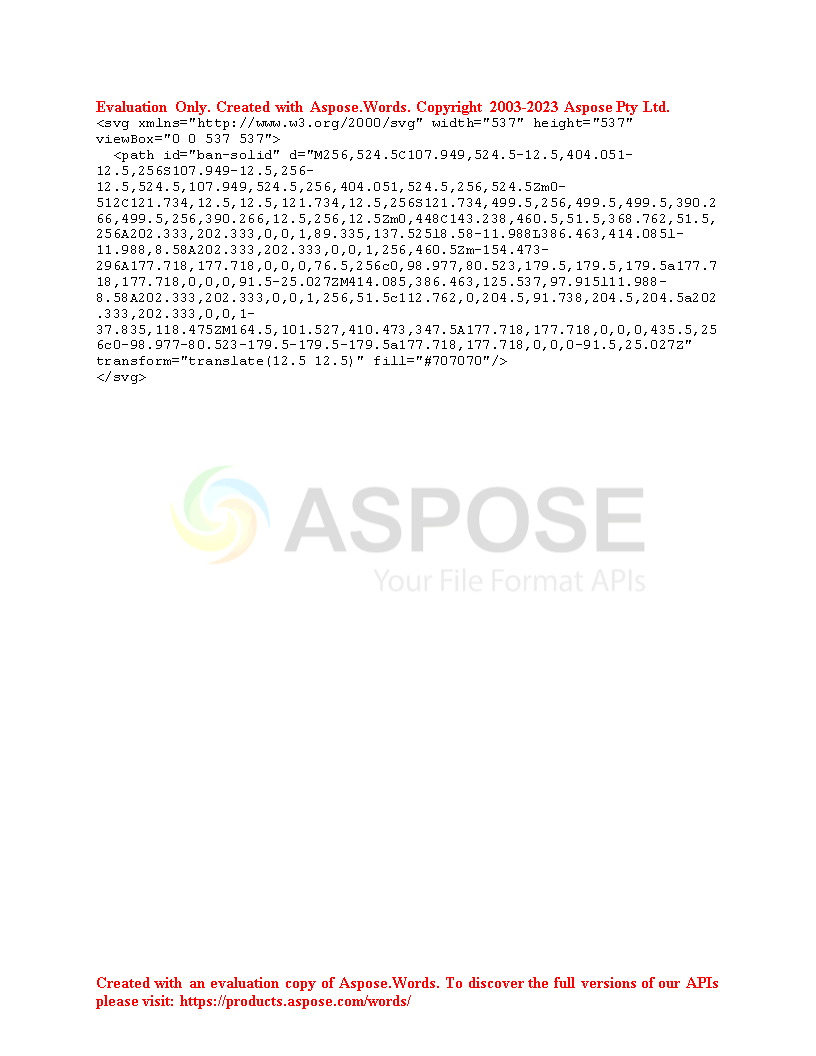 Evaluation Only. Created with Aspose.Words. Copyright 2003-2023 Aspose Pty Ltd.
<svg xmlns="http://www.w3.org/2000/svg" width="537" height="537"
viewBox="0 0 537 537">
  <path id="ban-solid" d="M256,524.5C107.949,524.5-12.5,404.051-
12.5,256S107.949-12.5,256-
12.5,524.5,107.949,524.5,256,404.051,524.5,256,524.5Zm0-
512C121.734,12.5,12.5,121.734,12.5,256S121.734,499.5,256,499.5,499.5,390.2
66,499.5,256,390.266,12.5,256,12.5Zm0,448C143.238,460.5,51.5,368.762,51.5,
256A202.333,202.333,0,0,1,89.335,137.525l8.58-11.988L386.463,414.085l-
11.988,8.58A202.333,202.333,0,0,1,256,460.5Zm-154.473-
296A177.718,177.718,0,0,0,76.5,256c0,98.977,80.523,179.5,179.5,179.5a177.7
18,177.718,0,0,0,91.5-25.027ZM414.085,386.463,125.537,97.915l11.988-
8.58A202.333,202.333,0,0,1,256,51.5c112.762,0,204.5,91.738,204.5,204.5a202
.333,202.333,0,0,1-
37.835,118.475ZM164.5,101.527,410.473,347.5A177.718,177.718,0,0,0,435.5,25
6c0-98.977-80.523-179.5-179.5-179.5a177.718,177.718,0,0,0-91.5,25.027Z"
transform="translate(12.5 12.5)" fill="#707070"/>
</svg>
ASPOSE
Your File Format APIs
Created with an evaluation copy of Aspose.Words. To discover the full versions of our APIs
please visit: https://products.aspose.com/words/